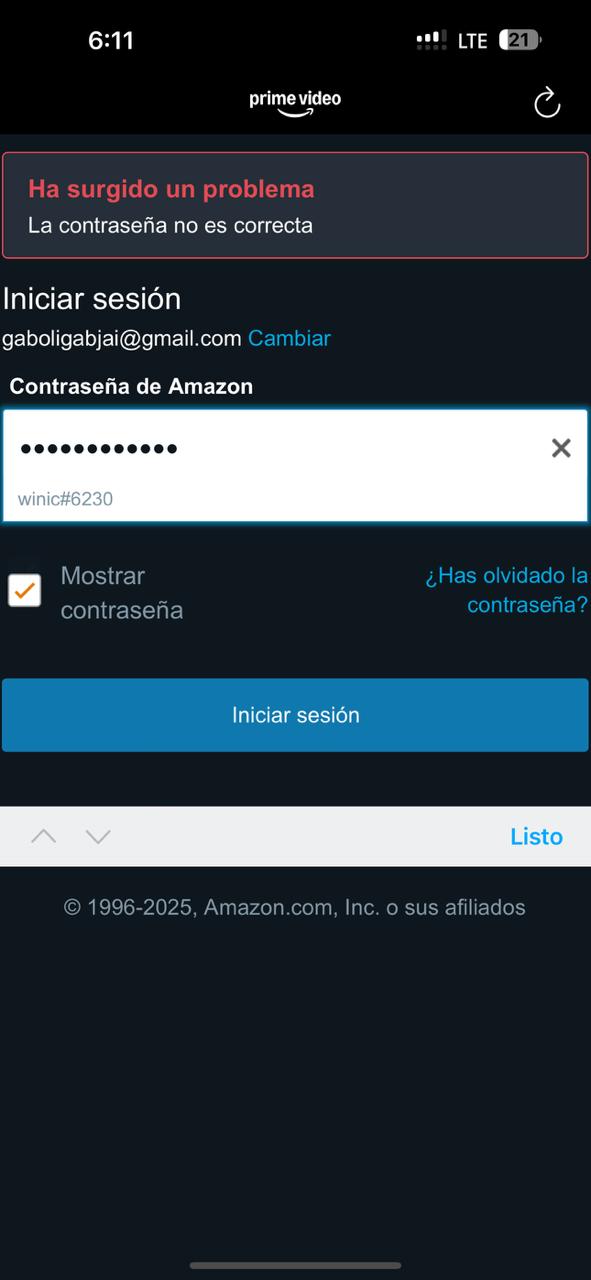 6:11
LTE
21
prime video
Ha surgido un problema
La contraseña no es correcta
Iniciar sesión
gaboligabjai@gmail.com Cambiar
Contraseña de Amazon
••••••••••••
winic#6230
Mostrar
contraseña
¿Has olvidado la
contraseña?
Iniciar sesión
Listo
© 1996-2025, Amazon.com, Inc. o sus afiliados